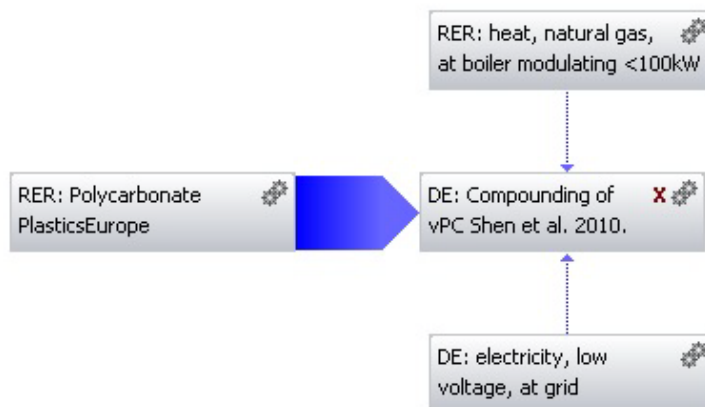 RER: heat, natural gas,
at boiler modulating <100kW
RER: Polycarbonate
PlasticsEurope
DE: Compounding of X
vPC Shen et al. 2010.
DE: electricity, low
voltage, at grid